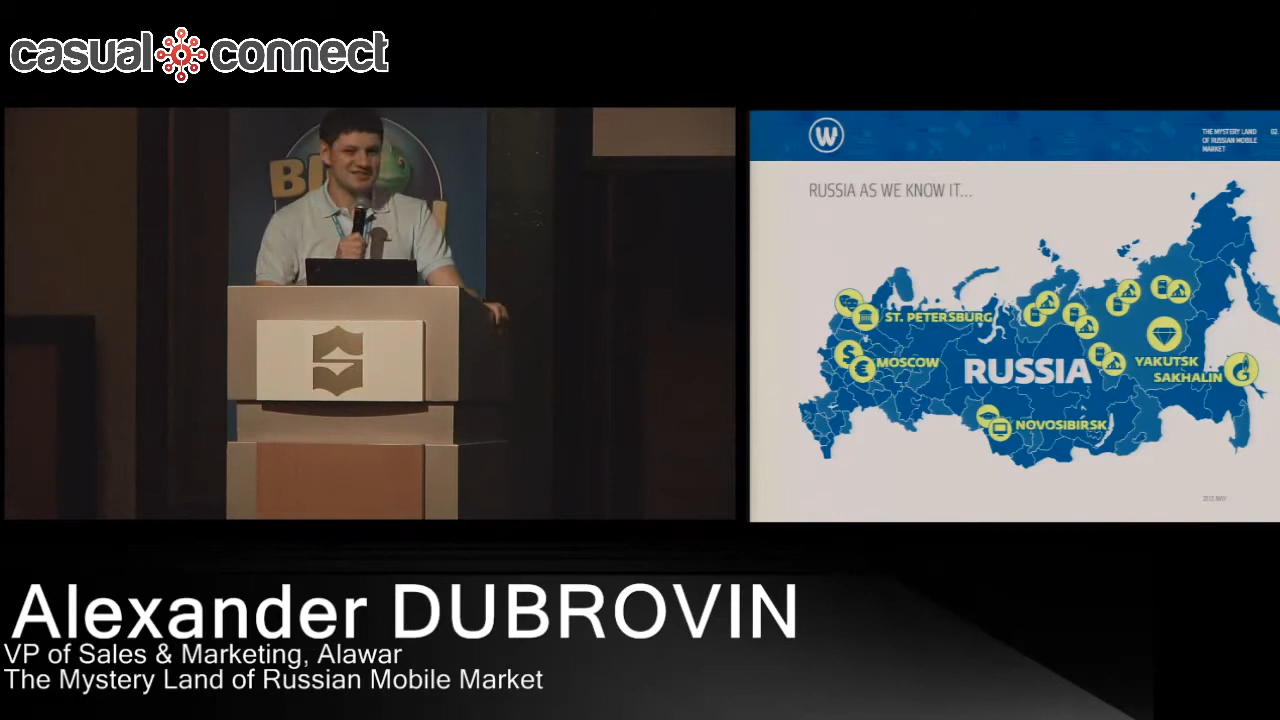 casual connect
W
THE MYSTERY LAND
OF RUSSIAN MOBILE
MARKET
02
RUSSIA AS WE KNOW IT...
ST. PETERSBURG
$
€
MOSCOW
RUSSIA
YAKUTSK
SAKHALIN
NOVOSIBIRSK
Alexander DUBROVIN
VP of Sales & Marketing, Alawar
The Mystery Land of Russian Mobile Market